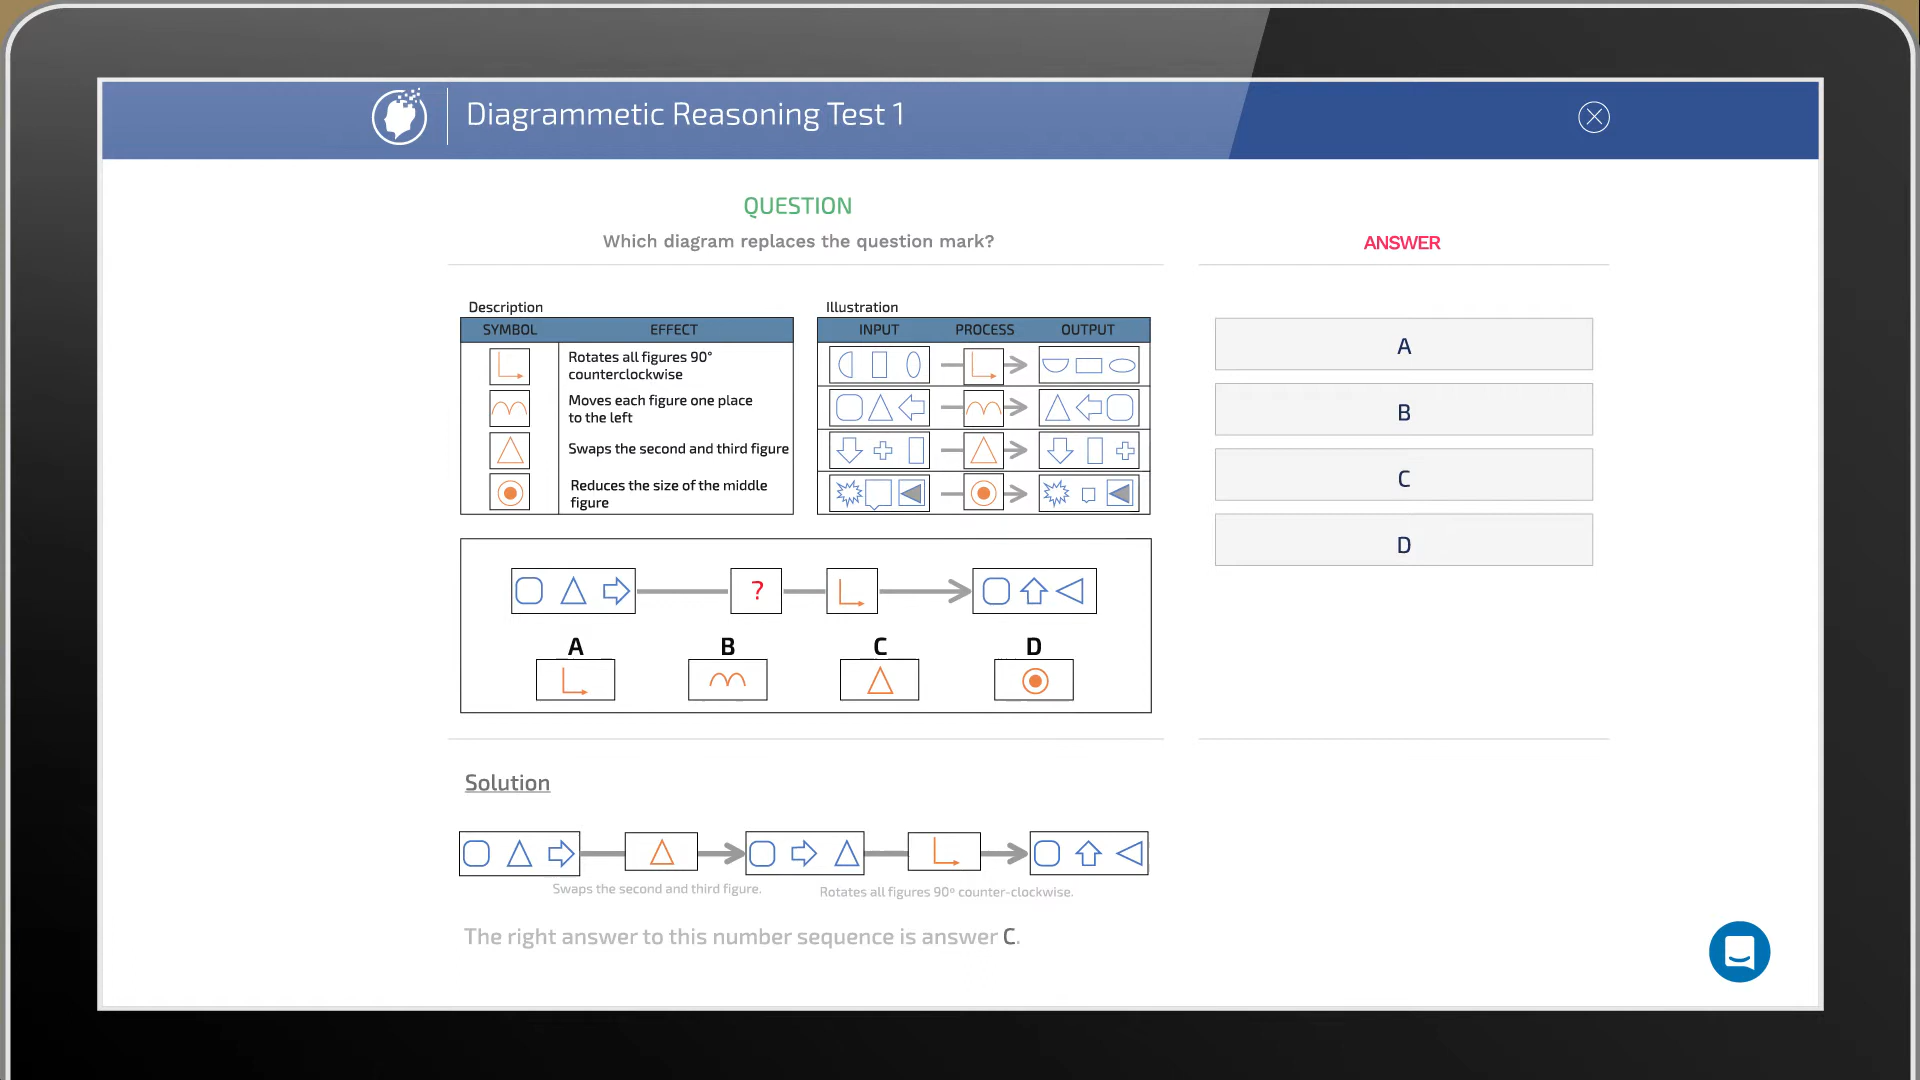 Diagrammetic Reasoning Test 1
QUESTION
Which diagram replaces the question mark?
ANSWER
Description
SYMBOL EFFECT
Rotates all figures 90°
counterclockwise
Moves each figure one place
to the left
Swaps the second and third figure
Reduces the size of the middle
figure
Illustration
INPUT PROCESS OUTPUT
?
A B C D
A
B
C
D
Solution
Swaps the second and third figure.
Rotates all figures 90º counter-clockwise.
The right answer to this number sequence is answer C.